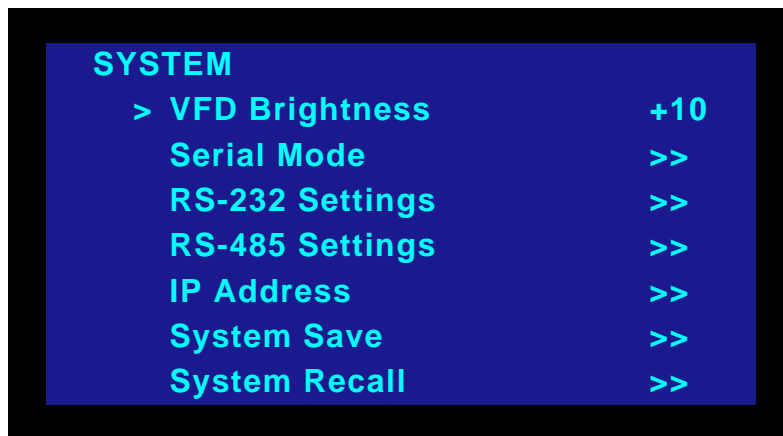 SYSTEM
> VFD Brightness +10
Serial Mode >>
RS-232 Settings >>
RS-485 Settings >>
IP Address >>
System Save >>
System Recall >>